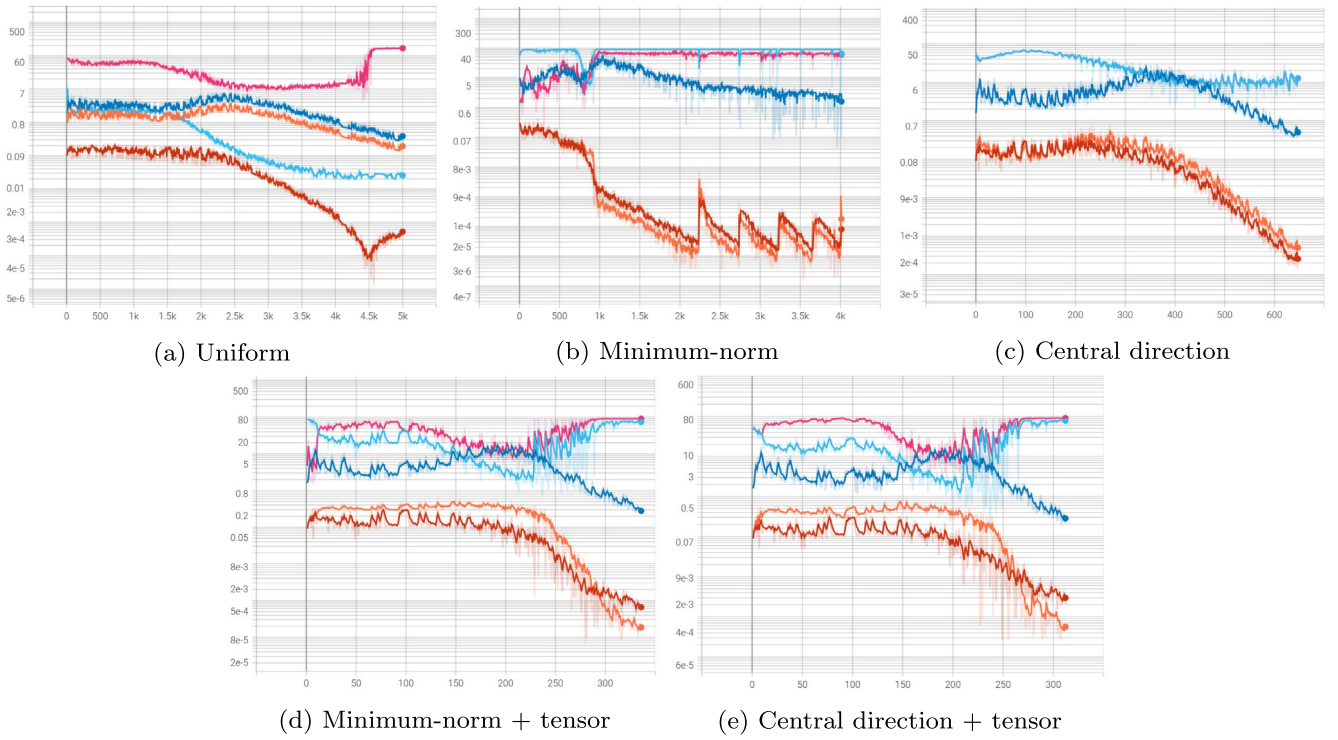 500
60
7
0.8
0.09
0.01
2e-3
3e-4
4e-5
5e-6
0 500 1k 1.5k 2k 2.5k 3k 3.5k 4k 4.5k 5k
(a) Uniform
300
40
5
0.6
0.07
8e-3
9e-4
1e-4
2e-5
3e-6
4e-7
0 500 1k 1.5k 2k 2.5k 3k 3.5k 4k
(b) Minimum-norm
400
50
6
0.7
0.08
9e-3
1e-3
2e-4
3e-5
0 100 200 300 400 500 600
(c) Central direction
500
80
20
5
0.8
0.2
0.05
8e-3
2e-3
5e-4
8e-5
2e-5
0 50 100 150 200 250 300
(d) Minimum-norm + tensor
600
80
10
3
0.5
0.07
9e-3
2e-3
4e-4
6e-5
0 50 100 150 200 250 300
(e) Central direction + tensor